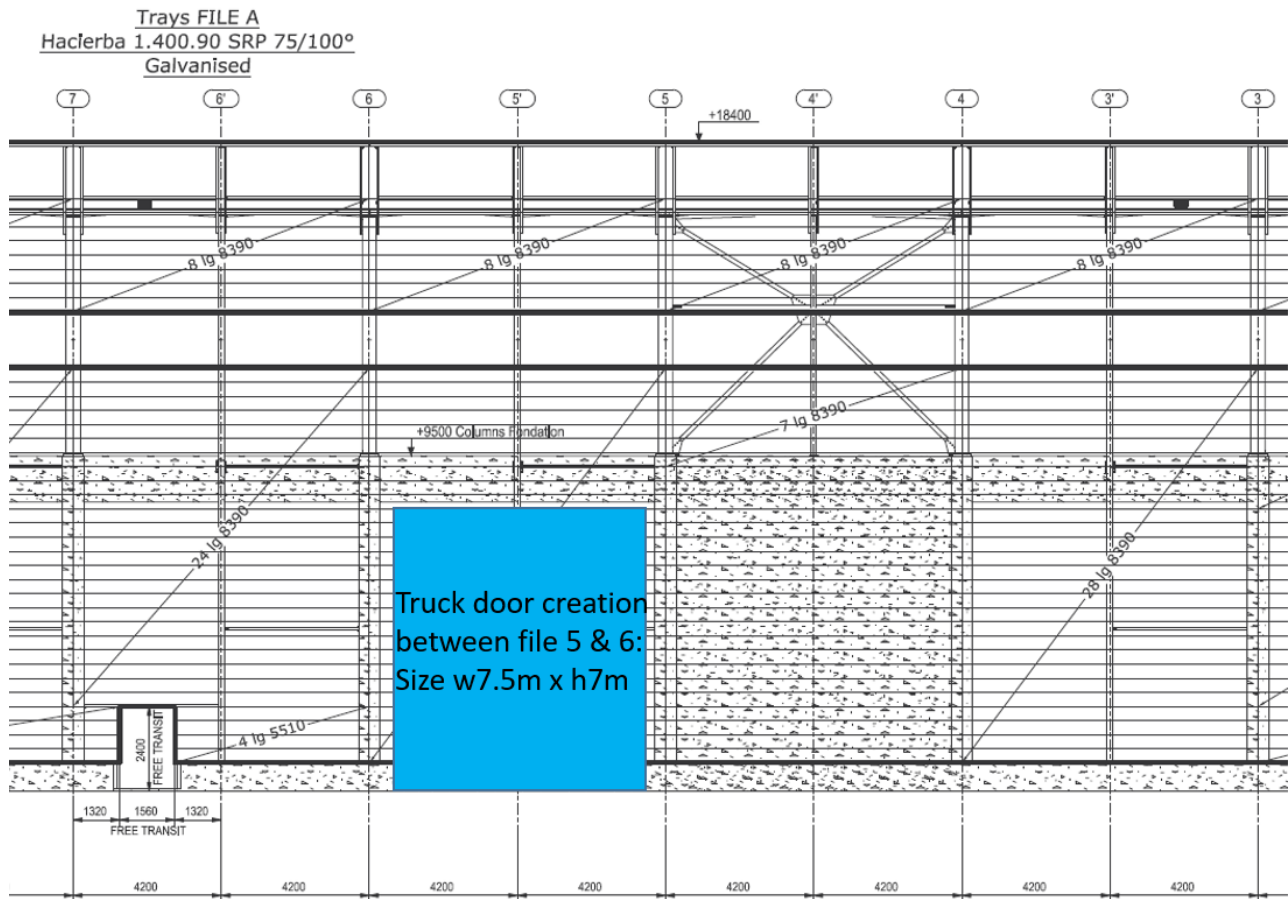 Trays FILE A
Hacierba 1.400.90 SRP 75/100°
Galvanised
7 6' 6 5' 5 4' 4 3' 3
+18400
8 lg 8390 8 lg 8390 8 lg 8390 8 lg 8390
7 lg 8390
+9500 Columns Fondation
24 lg 8390
28 lg 8390
Truck door creation
between file 5 & 6:
Size w7.5m x h7m
4 lg 5510
2400
FREE TRANSIT
1320 1560 1320
FREE TRANSIT
4200 4200 4200 4200 4200 4200 4200 4200